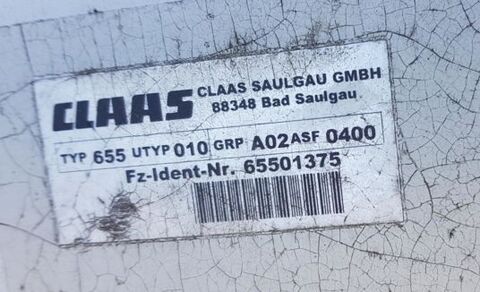 CLAAS
CLAAS SAULGAU GMBH
88348 Bad Saulgau
TYP 655 UTYP 010 GRP A02 ASF 0400
Fz-Ident-Nr. 65501375